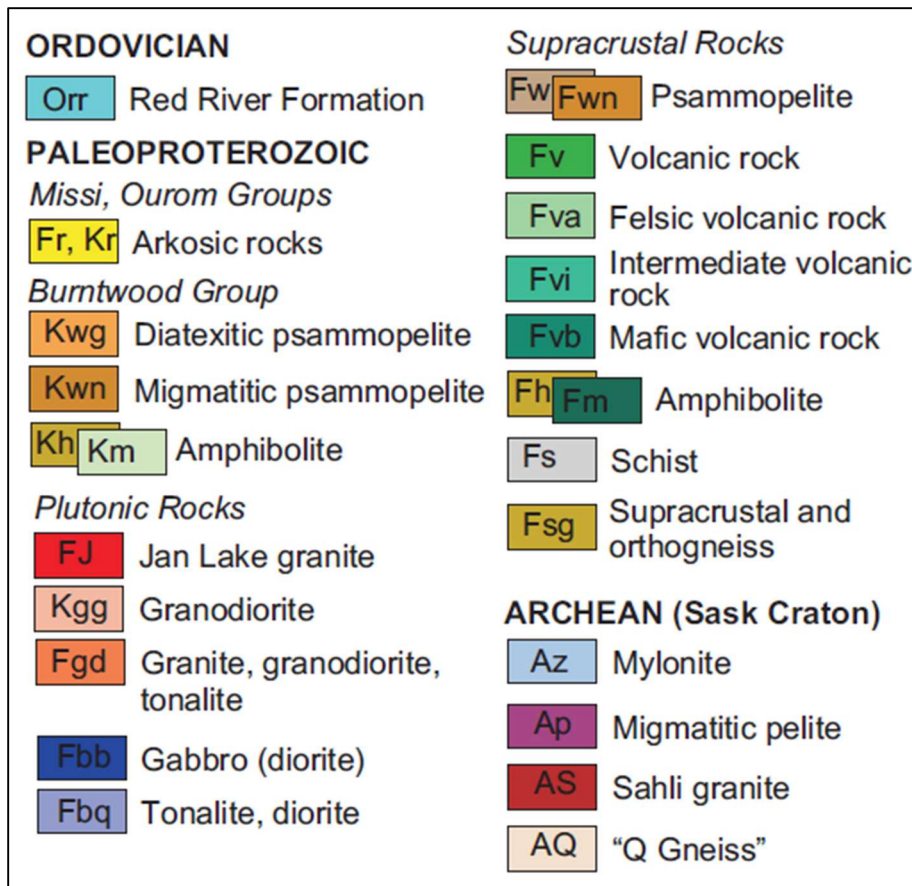 ORDOVICIAN
Orr Red River Formation
PALEOPROTEROZOIC
Missi, Ourom Groups
Fr, Kr Arkosic rocks
Burntwood Group
Kwg Diatexitic psammopelite
Kwn Migmatitic psammopelite
Kh Km Amphibolite
Plutonic Rocks
FJ Jan Lake granite
Kgg Granodiorite
Fgd Granite, granodiorite,
tonalite
Fbb Gabbro (diorite)
Fbq Tonalite, diorite
Supracrustal Rocks
Fw Fwn Psammopelite
Fv Volcanic rock
Fva Felsic volcanic rock
Fvi Intermediate volcanic
rock
Fvb Mafic volcanic rock
Fh Fm Amphibolite
Fs Schist
Fsg Supracrustal and
orthogneiss
ARCHEAN (Sask Craton)
Az Mylonite
Ap Migmatitic pelite
AS Sahli granite
AQ “Q Gneiss”